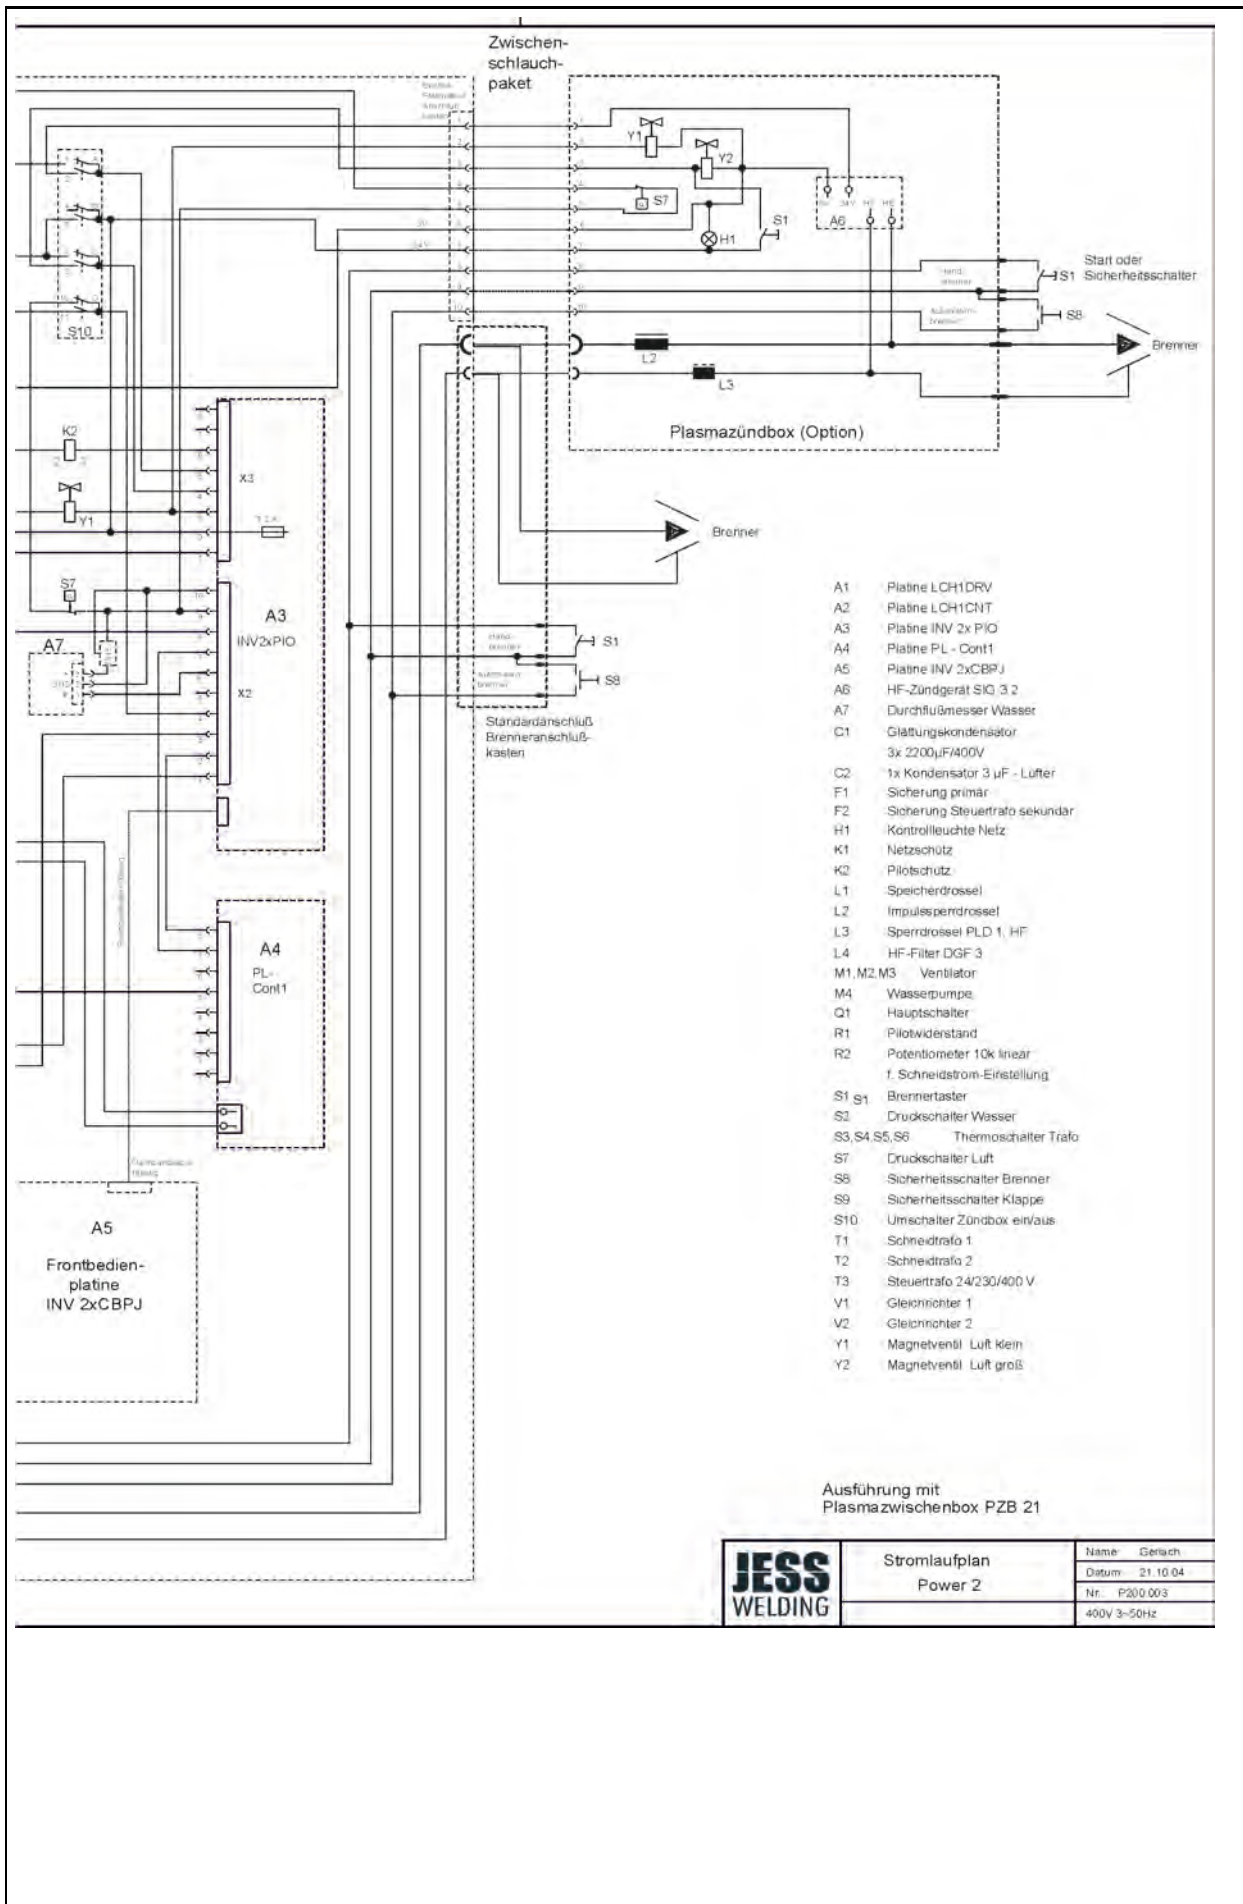 Zwischen-
schlauch-
paket
Y1
Y2
S7
H1
S1
A6
24V
HF
HF
S10
L2
L3
Start oder
S1 Sicherheitsschalter
S8
Brenner
Plasmazündbox (Option)
K2
Y1
X3
S7
A7
A3
INV2xPIO
X2
Brenner
S1
S8
Standardanschluß
Brenneranschluß-
kasten
A4
PL-
Cont1
A5
Frontbedien-
platine
INV 2xCBPJ
A1 Platine LCH1DRV
A2 Platine LCH1CNT
A3 Platine INV 2x PIO
A4 Platine PL - Cont1
A5 Platine INV 2xCBPJ
A6 HF-Zündgerät SIG 3.2
A7 Durchflußmesser Wasser
C1 Glättungskondensator
3x 2200µF/400V
C2 1x Kondensator 3 µF - Lüfter
F1 Sicherung primär
F2 Sicherung Steuertrafo sekundär
H1 Kontrollleuchte Netz
K1 Netzschütz
K2 Pilotschütz
L1 Speicherdrossel
L2 Impulssperrdrossel
L3 Sperrdrossel PLD 1, HF
L4 HF-Filter DGF 3
M1,M2,M3 Ventilator
M4 Wasserpumpe
Q1 Hauptschalter
R1 Pilotwiderstand
R2 Potentiometer 10k linear
f. Schneidstrom-Einstellung
S1 S1 Brennertaster
S2 Druckschalter Wasser
S3,S4,S5,S6 Thermoschalter Trafo
S7 Druckschalter Luft
S8 Sicherheitsschalter Brenner
S9 Sicherheitsschalter Klappe
S10 Umschalter Zündbox ein/aus
T1 Schneidtrafo 1
T2 Schneidtrafo 2
T3 Steuertrafo 24/230/400 V
V1 Gleichrichter 1
V2 Gleichrichter 2
Y1 Magnetventil Luft klein
Y2 Magnetventil Luft groß
Ausführung mit
Plasmazwischenbox PZB 21
JESS
WELDING
Stromlaufplan
Power 2
Name: Gerlach
Datum: 21.10.04
Nr.: P200.003
400V 3~50Hz